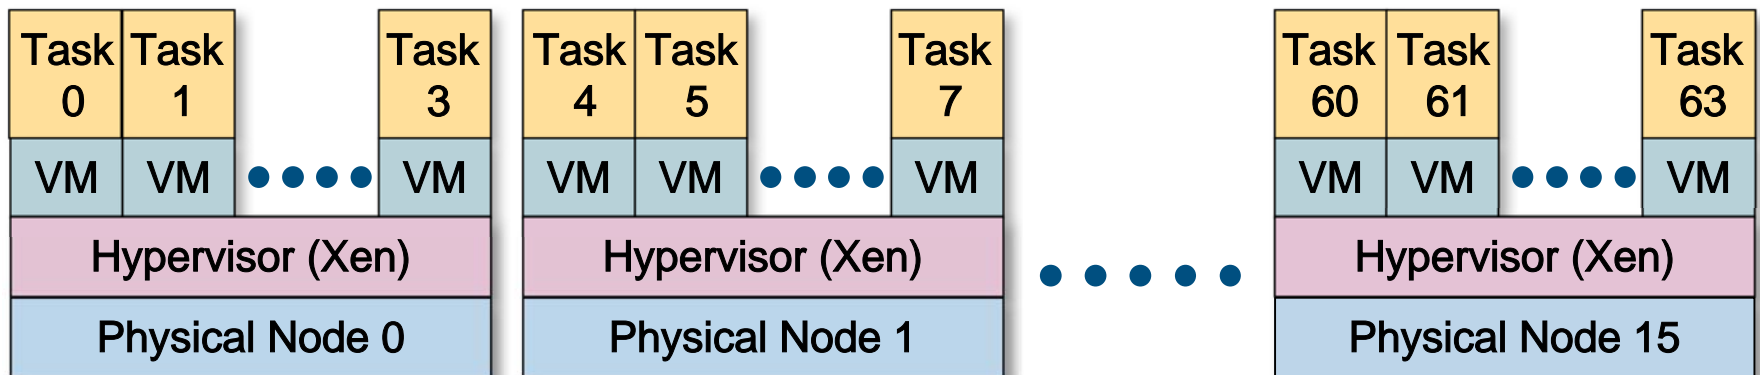 Task Task Task Task Task Task Task Task Task
0 1 3 4 5 7 60 61 63
VM VM VM VM VM VM VM VM VM
Hypervisor (Xen) Hypervisor (Xen) Hypervisor (Xen)
Physical Node 0 Physical Node 1 Physical Node 15